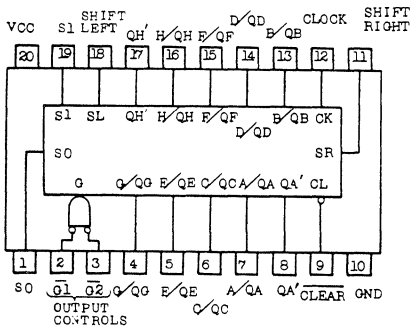 VCC S1 SHIFT LEFT QH' H/QH F/QF D/QD B/QB CLOCK SHIFT RIGHT
20 19 18 17 16 15 14 13 12 11
S1 SL QH' H/QH F/QF D/QD B/QB CK
S0 SR
G G/QG E/QE C/QC A/QA QA' CL
1 2 3 4 5 6 7 8 9 10
S0 G1 G2 G/QG E/QE C/QC A/QA QA' CLEAR GND
OUTPUT
CONTROLS